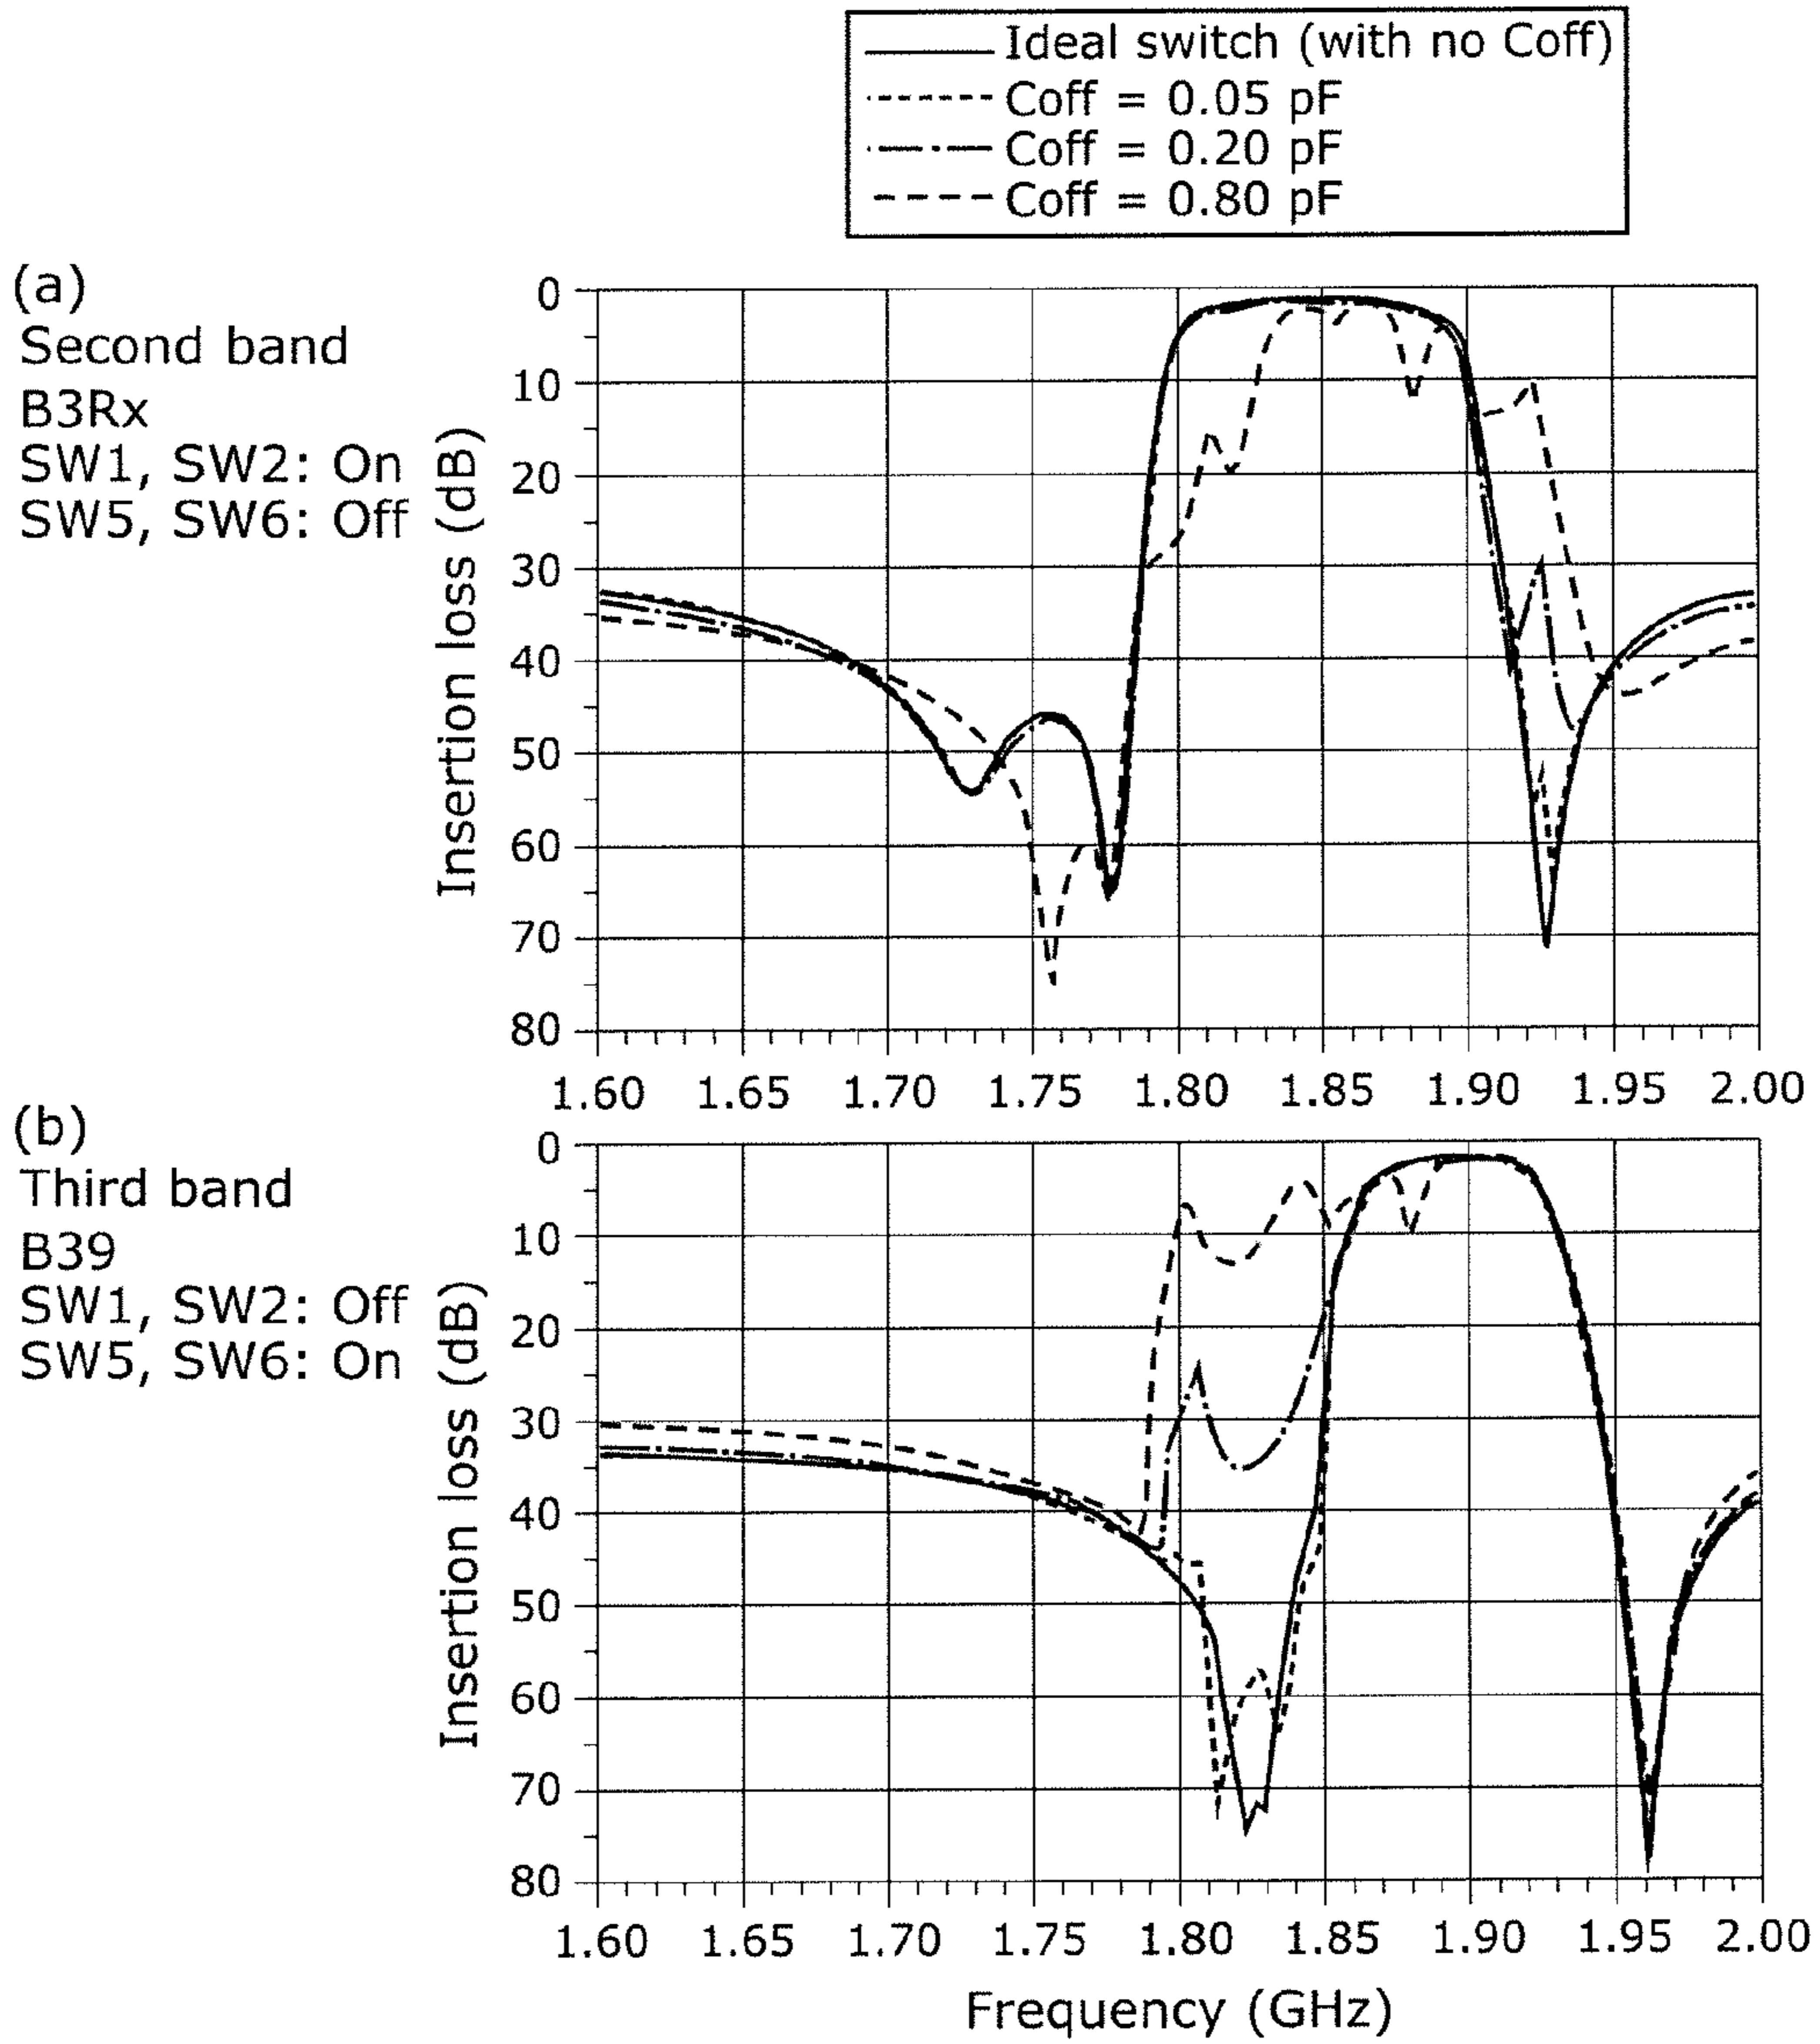 Ideal switch (with no Coff)
Coff = 0.05 pF
Coff = 0.20 pF
Coff = 0.80 pF
(a)
Second band
B3Rx
SW1, SW2: On
SW5, SW6: Off
Insertion loss (dB)
0
10
20
30
40
50
60
70
80
1.60 1.65 1.70 1.75 1.80 1.85 1.90 1.95 2.00
(b)
Third band
B39
SW1, SW2: Off
SW5, SW6: On
Insertion loss (dB)
0
10
20
30
40
50
60
70
80
1.60 1.65 1.70 1.75 1.80 1.85 1.90 1.95 2.00
Frequency (GHz)